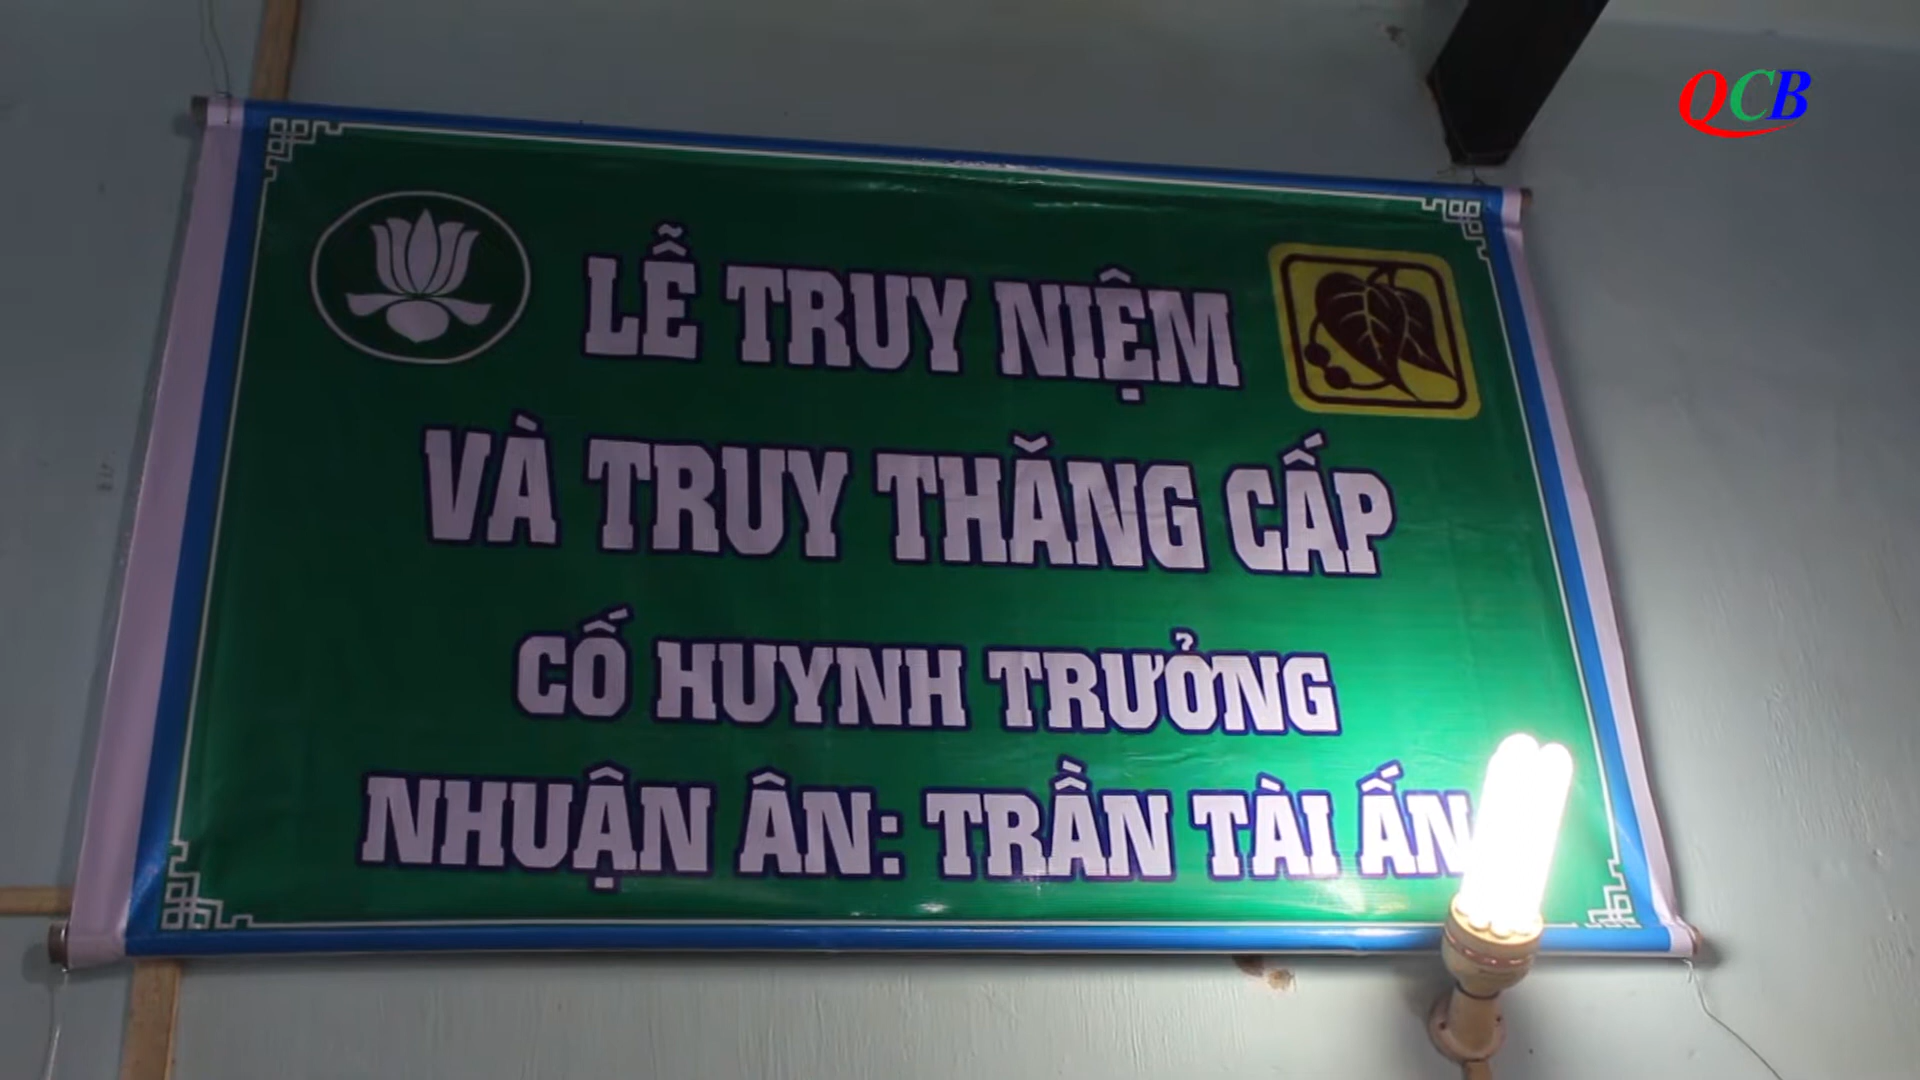 QCB
LỄ TRUY NIỆM
VÀ TRUY THĂNG CẤP
CỐ HUYNH TRƯỞNG
NHUẬN ÂN: TRẦN TÀI ẤN